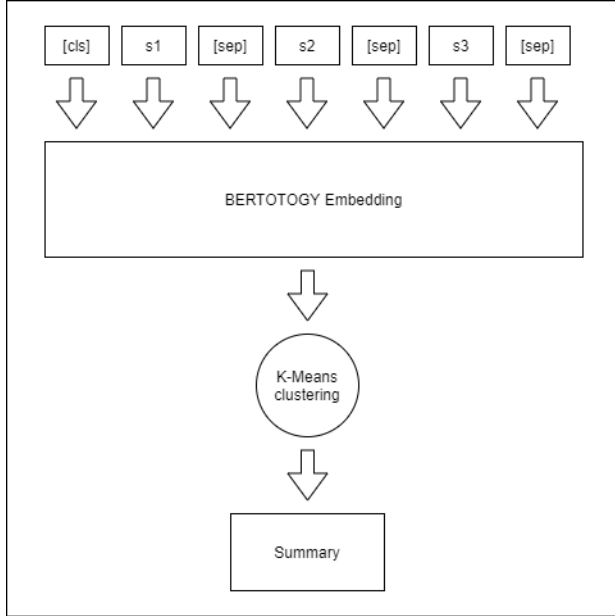 [cls] s1 [sep] s2 [sep] s3 [sep]
BERTOTOGY Embedding
K-Means
clustering
Summary